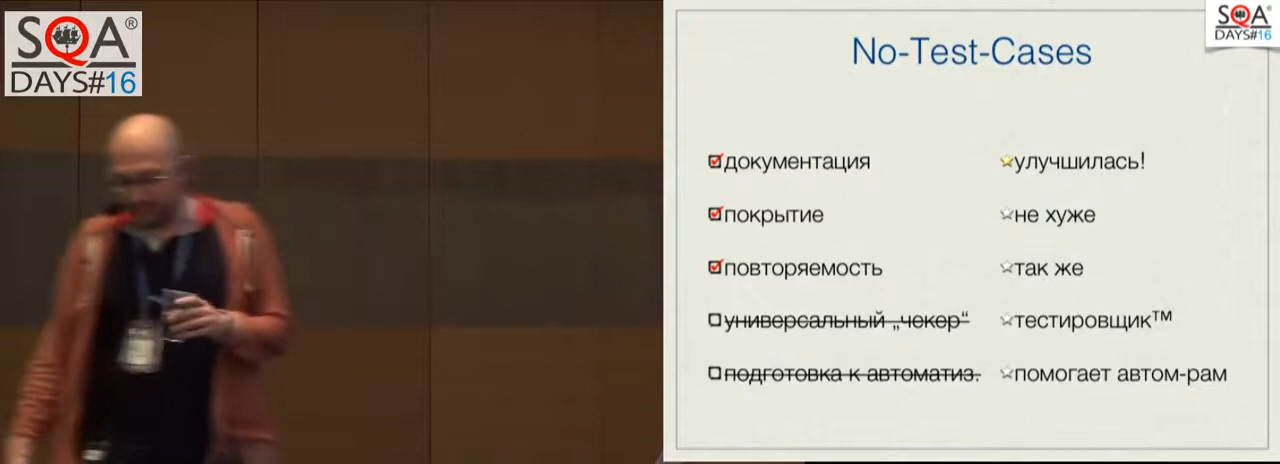 SQA®
DAYS#16
No-Test-Cases
SQA®
DAYS#16
документация
улучшилась!
покрытие
не хуже
повторяемость
так же
универсальный „чекер“
тестировщик™
подготовка к автоматиз.
помогает автом-рам